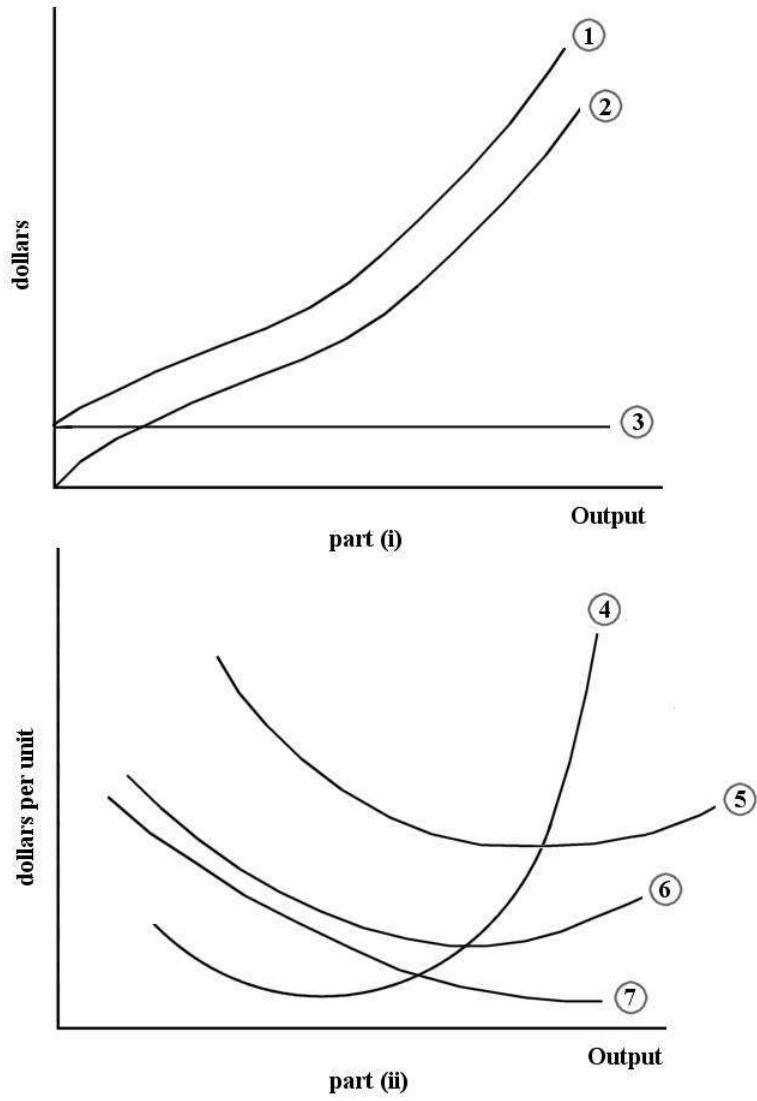 1
2
dollars
3
Output
part (i)
4
dollars per unit
5
6
7
Output
part (ii)